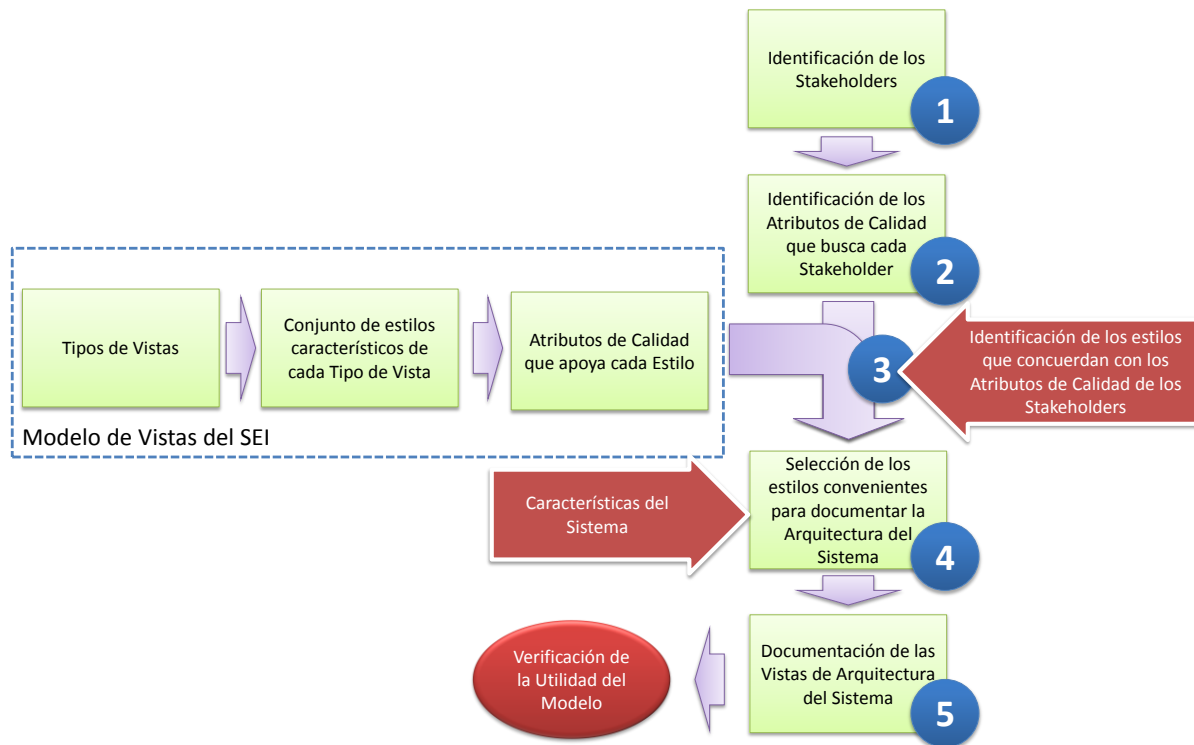 Identificación de los
Stakeholders
1
Identificación de los
Atributos de Calidad
que busca cada
Stakeholder
2
Tipos de Vistas
Conjunto de estilos
característicos de
cada Tipo de Vista
Atributos de Calidad
que apoya cada Estilo
Modelo de Vistas del SEI
3
Identificación de los estilos
que concuerdan con los
Atributos de Calidad de los
Stakeholders
Características del
Sistema
Selección de los
estilos convenientes
para documentar la
Arquitectura del
Sistema
4
Verificación de
la Utilidad del
Modelo
Documentación de las
Vistas de Arquitectura
del Sistema
5